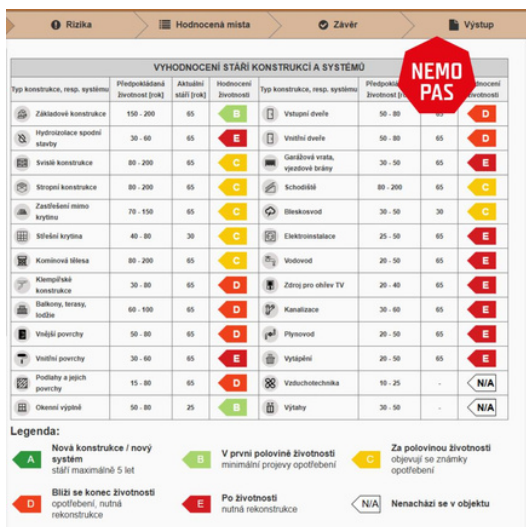 Rizika
Hodnocená místa
Závěr
Výstup
VYHODNOCENÍ STÁŘÍ KONSTRUKCÍ A SYSTÉMŮ
NEMO
PAS
Typ konstrukce, resp. systému Předpokládaná životnost [rok] Aktuální stáří [rok] Hodnocení životnosti
Základové konstrukce 150 - 200 65 B
Hydroizolace spodní stavby 30 - 60 65 E
Svislé konstrukce 80 - 200 65 C
Stropní konstrukce 80 - 200 65 C
Zastřešení mimo krytinu 70 - 150 65 C
Střešní krytina 40 - 80 30 C
Komínová tělesa 80 - 200 65 C
Klempířské konstrukce 30 - 80 65 D
Balkony, terasy, lodžie 60 - 100 65 D
Vnější povrchy 50 - 80 65 D
Vnitřní povrchy 30 - 60 65 E
Podlahy a jejich povrchy 15 - 80 65 D
Okenní výplně 50 - 80 25 B
Typ konstrukce, resp. systému
životnost [rok]
životnosti
Vstupní dveře 50 - 80 D
Vnitřní dveře 50 - 80 65 D
Garážová vrata, vjezdové brány 30 - 50 65 E
Schodiště 80 - 200 65 C
Bleskosvod 30 - 50 30 C
Elektroinstalace 25 - 50 65 E
Vodovod 20 - 50 65 E
Zdroj pro ohřev TV 20 - 40 65 E
Kanalizace 30 - 60 65 E
Plynovod 20 - 50 65 E
Vytápění 20 - 50 65 E
Vzduchotechnika 10 - 25 - N/A
Výtahy 30 - 50 - N/A
Legenda:
A Nová konstrukce / nový systém
stáří maximálně 5 let
B V první polovině životnosti
minimální projevy opotřebení
C Za polovinou životnosti
objevují se známky opotřebení
D Blíží se konec životnosti
opotřebení, nutná rekonstrukce
E Po životnosti
nutná rekonstrukce
N/A Nenachází se v objektu